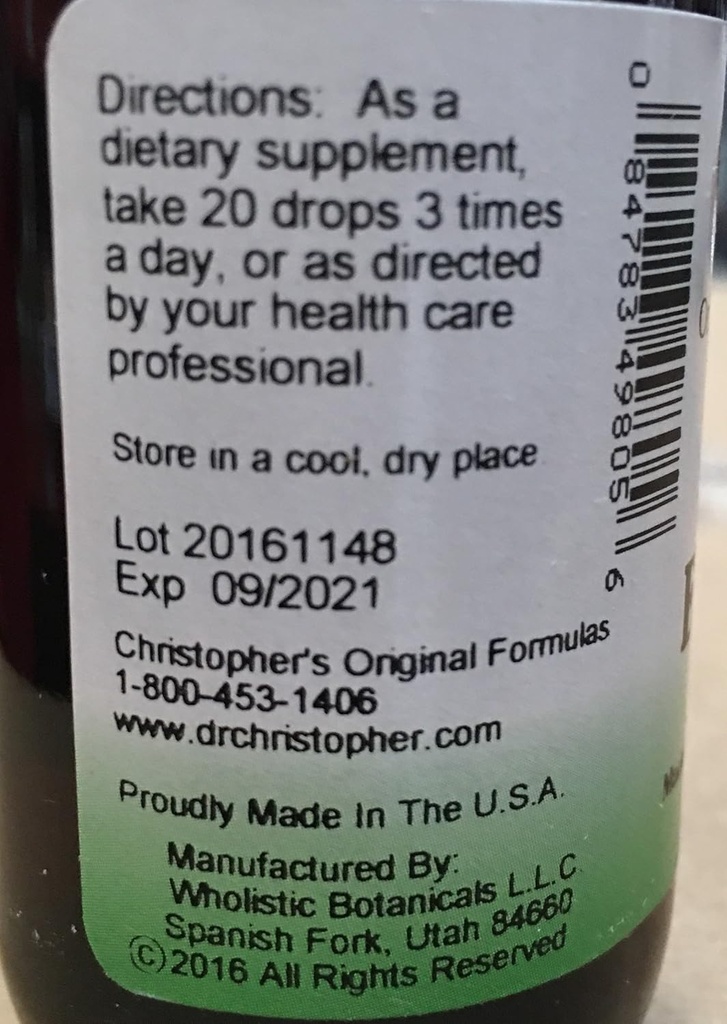 Directions: As a
dietary supplement,
take 20 drops 3 times
a day, or as directed
by your health care
professional.
Store in a cool, dry place
Lot 20161148
Exp 09/2021
Christopher's Original Formulas
1-800-453-1406
www.drchristopher.com
Proudly Made In The U.S.A.
Manufactured By:
Wholistic Botanicals L.L.C
Spanish Fork, Utah 84660
©2016 All Rights Reserved
0 84783 49805 6